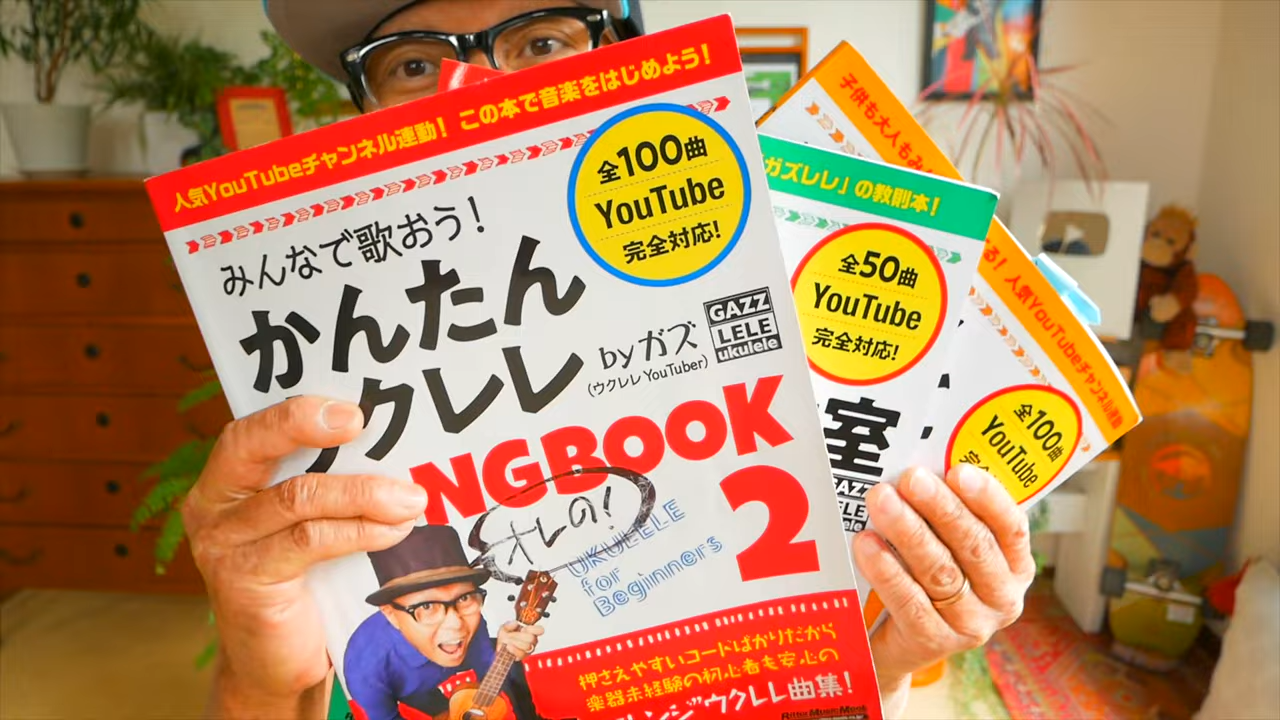 人気YouTubeチャンネル連動! この本で音楽をはじめよう!
全100曲
YouTube
完全対応!
みんなで歌おう!
かんたん
ウクレレ
byガズ
(ウクレレ YouTuber)
GAZZ
LELE
ukulele
NGBOOK
2
オレの!
UKULELE
for
Beginners
押さえやすいコードばかりだから
楽器未経験の初心者も安心の
レンジ"ウクレレ曲集!
Rittor Music Mook
ガズレレ」の教則本!
全50曲
YouTube
完全対応!
室
GAZZ
LELE
子供も大人もみ
る! 人気YouTubeチャンネル連動
全100曲
YouTube